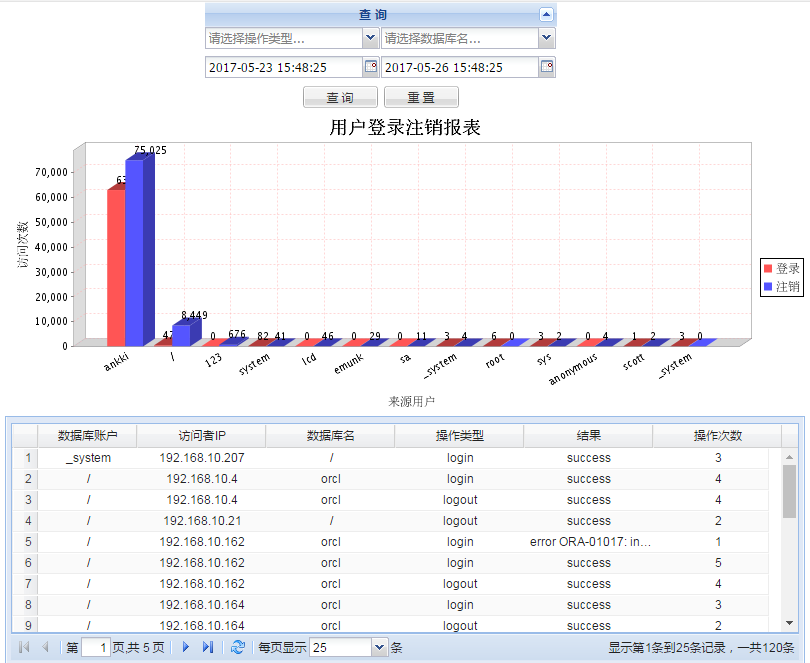 查 询
请选择操作类型... 请选择数据库名...
2017-05-23 15:48:25 2017-05-26 15:48:25
查 询 重 置
用户登录注销报表
访问次数
70,000
60,000
50,000
40,000
30,000
20,000
10,000
0
75,025
8,449
0 676 82 41 0 46 0 29 0 11 3 4 6 0 3 2 0 4 1 2 3 0
ankki / 123 system lcd emunk sa _system root sys anonymous scott _system
来源用户
登录
注销
数据库账户 访问者IP 数据库名 操作类型 结果 操作次数
1 _system 192.168.10.207 / login success 3
2 / 192.168.10.4 orcl login success 4
3 / 192.168.10.4 orcl logout success 4
4 / 192.168.10.21 / logout success 2
5 / 192.168.10.162 orcl login error ORA-01017: in... 1
6 / 192.168.10.162 orcl login success 5
7 / 192.168.10.162 orcl logout success 4
8 / 192.168.10.164 orcl login success 3
9 / 192.168.10.164 orcl logout success 2
第 1 页,共 5 页 每页显示 25 条 显示第1条到25条记录，一共120条